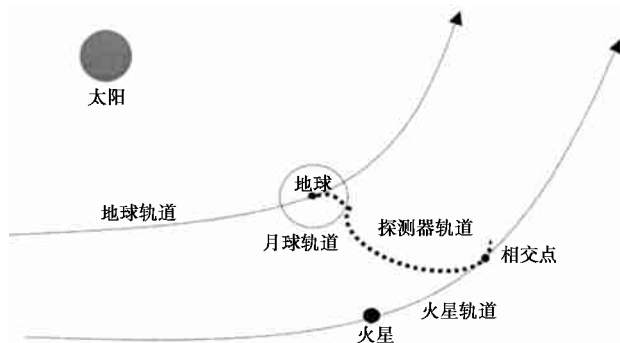 太阳
地球
地球轨道
月球轨道
探测器轨道
相交点
火星轨道
火星